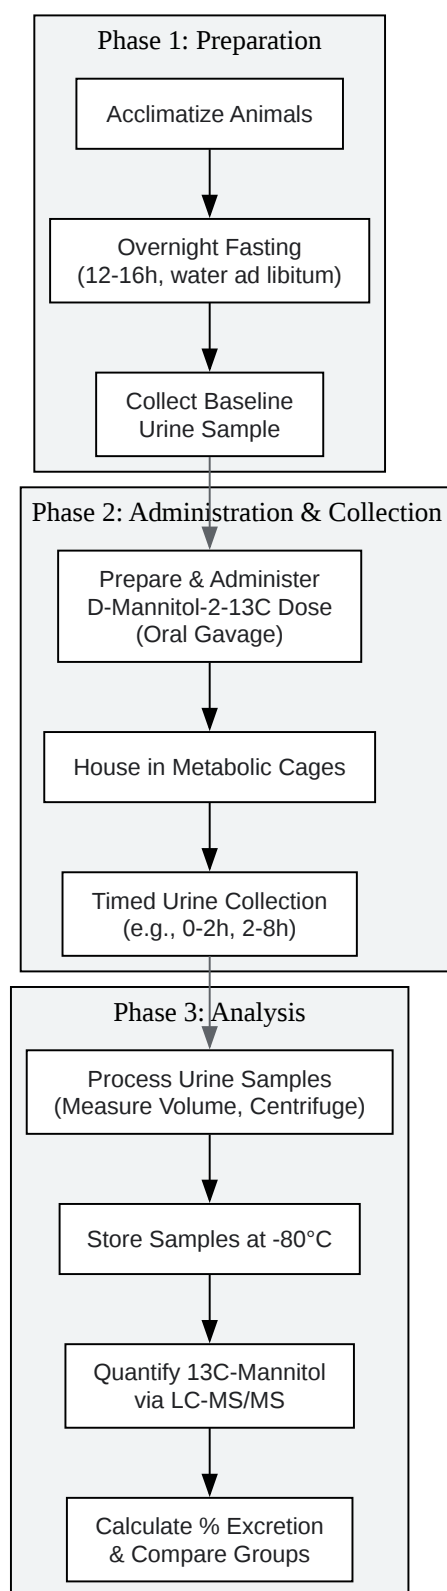 Phase 1: Preparation
Acclimatize Animals
Overnight Fasting
(12-16h, water ad libitum)
Collect Baseline
Urine Sample
Phase 2: Administration & Collection
Prepare & Administer
D-Mannitol-2-13C Dose
(Oral Gavage)
House in Metabolic Cages
Timed Urine Collection
(e.g., 0-2h, 2-8h)
Phase 3: Analysis
Process Urine Samples
(Measure Volume, Centrifuge)
Store Samples at -80°C
Quantify 13C-Mannitol
via LC-MS/MS
Calculate % Excretion
& Compare Groups